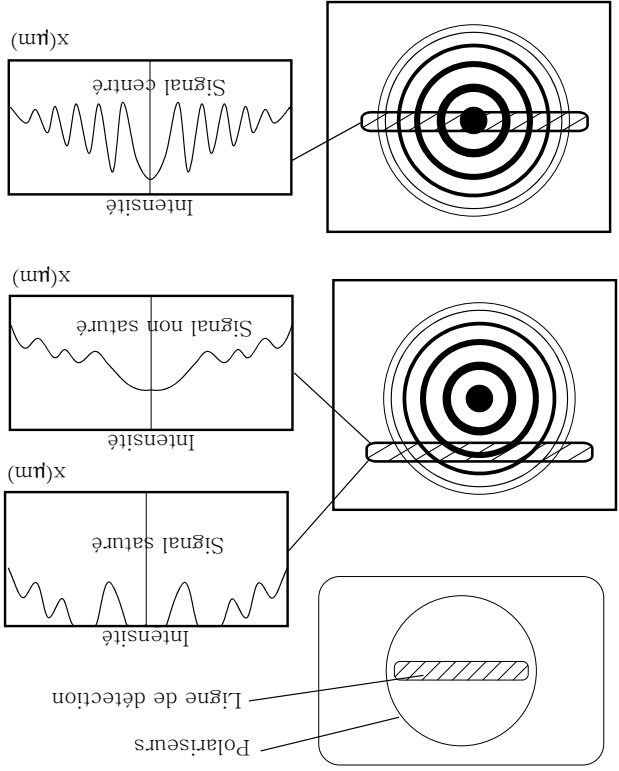 Polariseurs
Ligne de détection
Intensité
Signal saturé
x(µm)
Intensité
Signal non saturé
x(µm)
Intensité
Signal centré
x(µm)